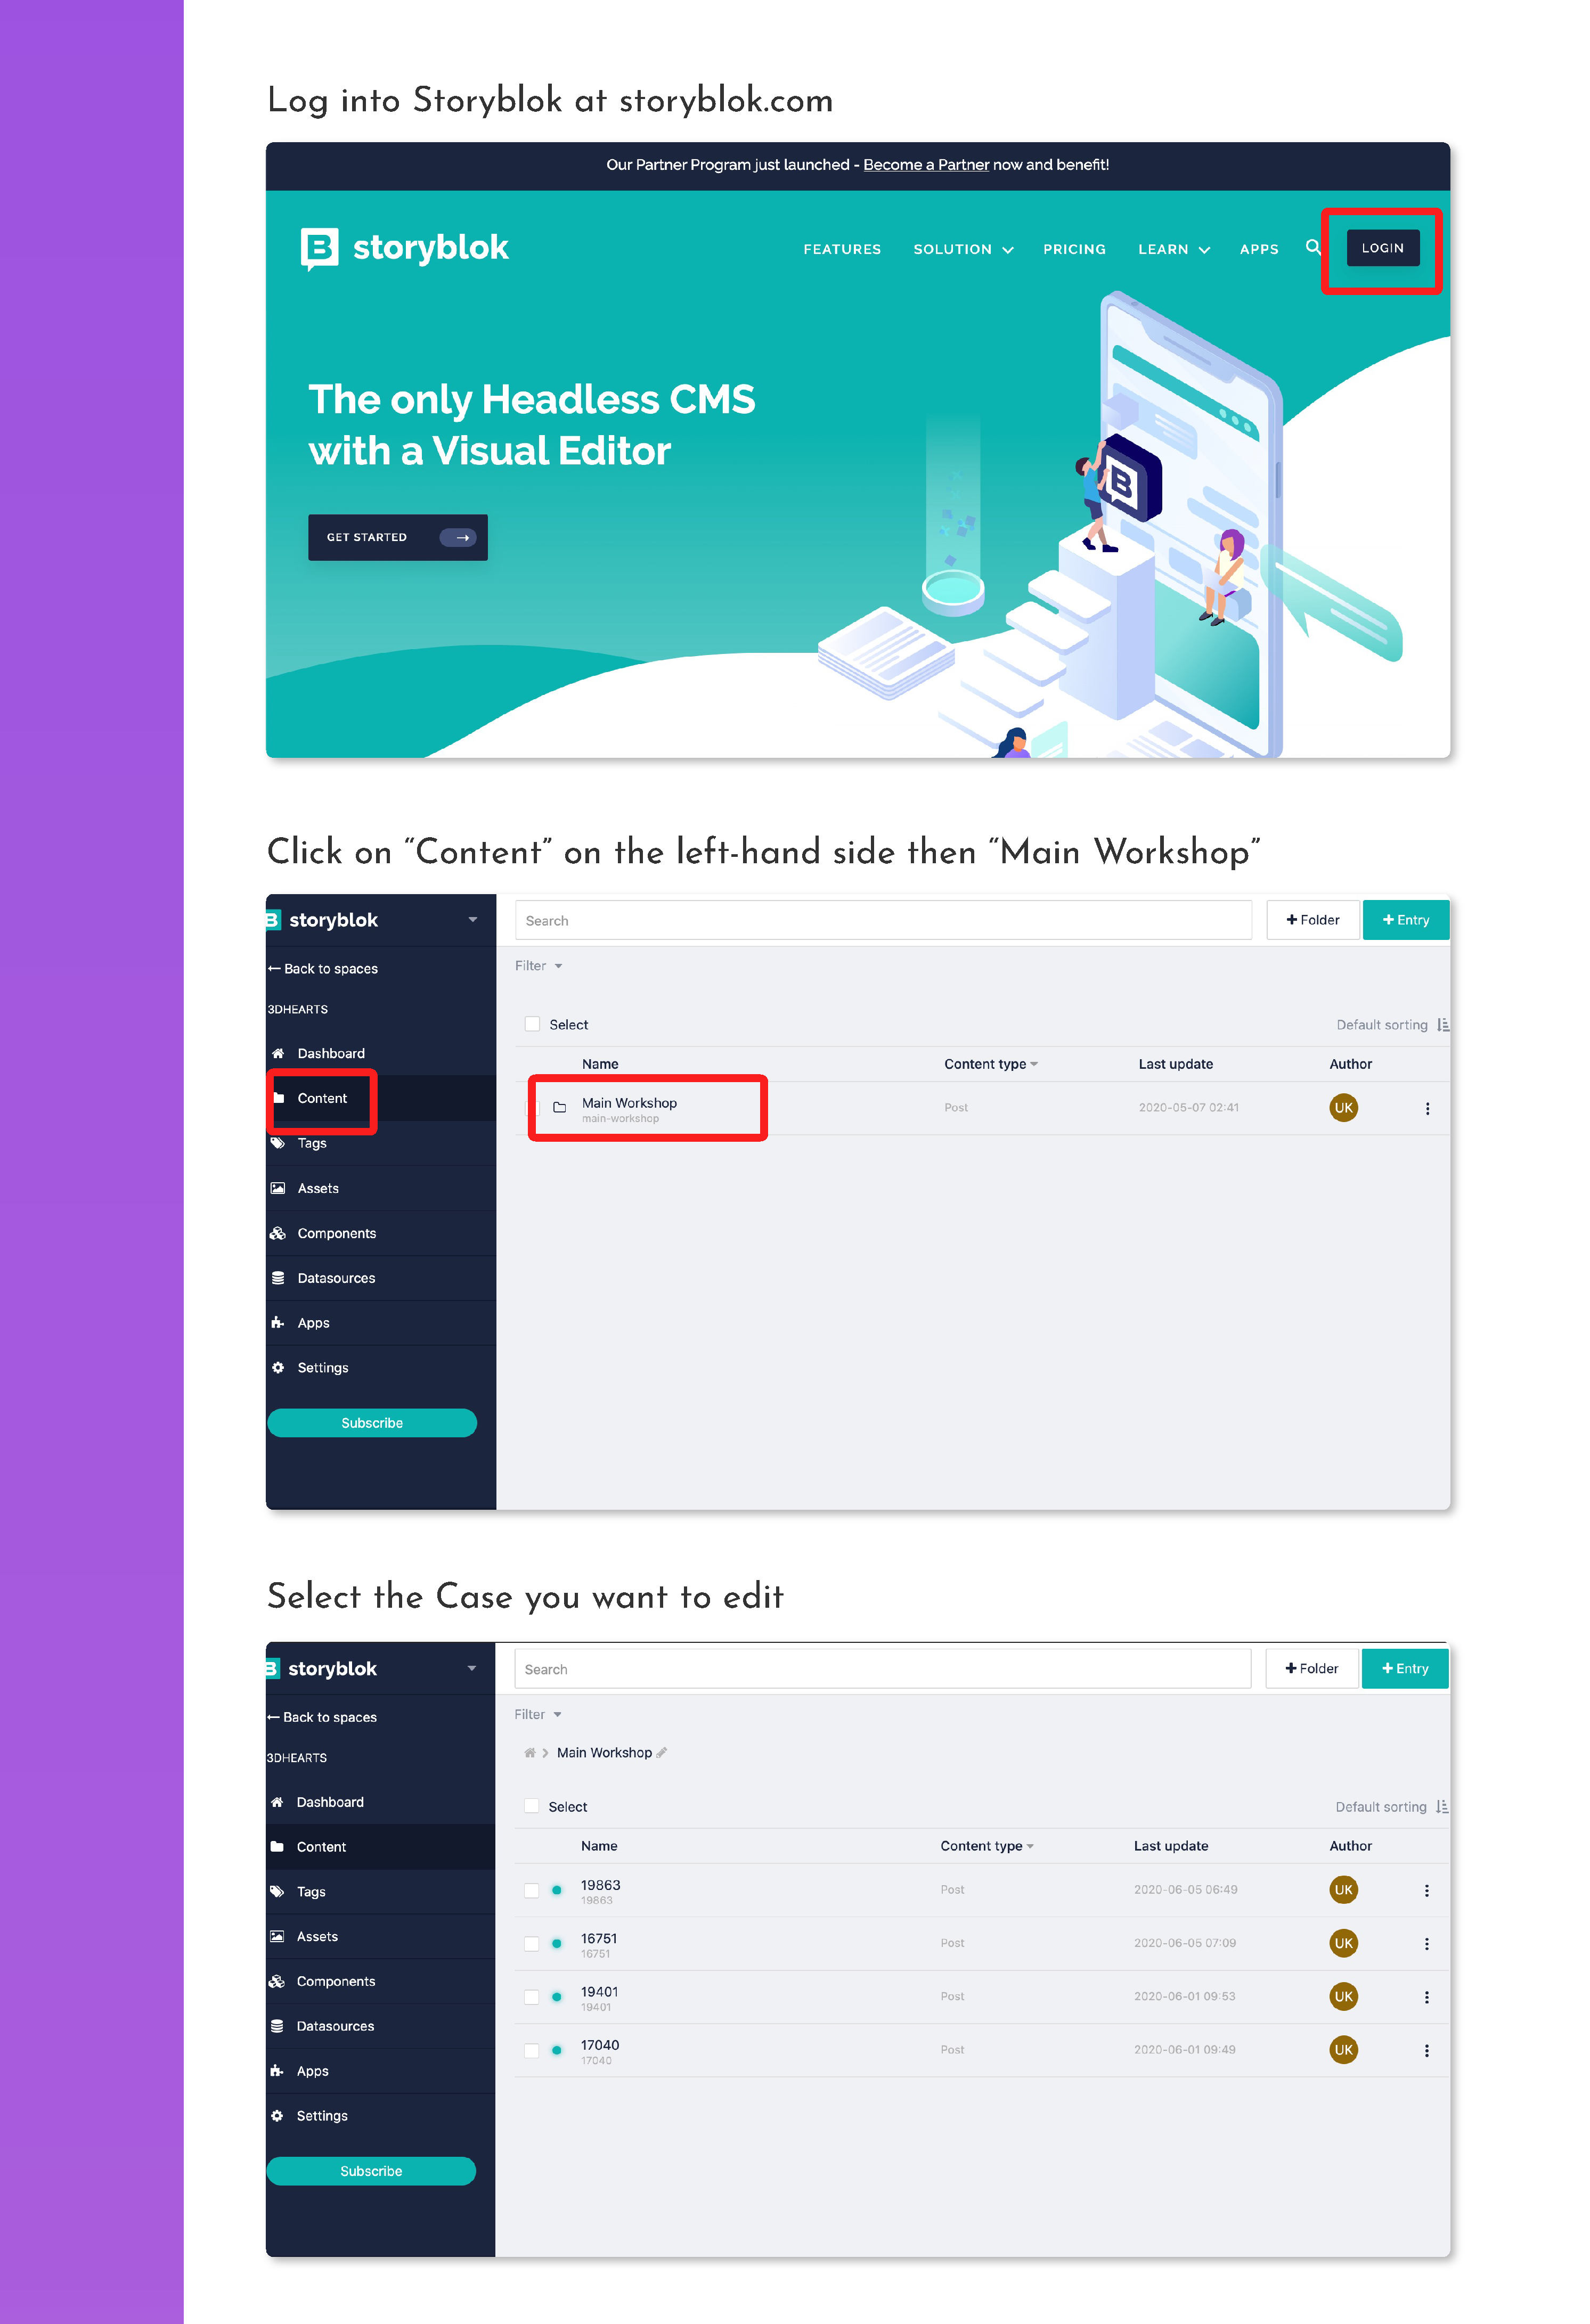 Log into Storyblok at storyblok.com
Our Partner Program just launched - Become a Partner now and benefit!
storyblok
FEATURES SOLUTION PRICING LEARN APPS LOGIN
The only Headless CMS
with a Visual Editor
GET STARTED
Click on “Content” on the left-hand side then “Main Workshop”
storyblok
Search
+ Folder
+ Entry
← Back to spaces
Filter
3DHEARTS
Select
Default sorting
Dashboard
Name Content type Last update Author
Content
Main Workshop Post 2020-05-07 02:41 UK
main-workshop
Tags
Assets
Components
Datasources
Apps
Settings
Subscribe
Select the Case you want to edit
storyblok
Search
+ Folder
+ Entry
← Back to spaces
Filter
3DHEARTS
Main Workshop
Dashboard
Select
Default sorting
Content
Name Content type Last update Author
Tags
19863 Post 2020-06-05 06:49 UK
19863
Assets
16751 Post 2020-06-05 07:09 UK
16751
Components
19401 Post 2020-06-01 09:53 UK
19401
Datasources
17040 Post 2020-06-01 09:49 UK
17040
Apps
Settings
Subscribe